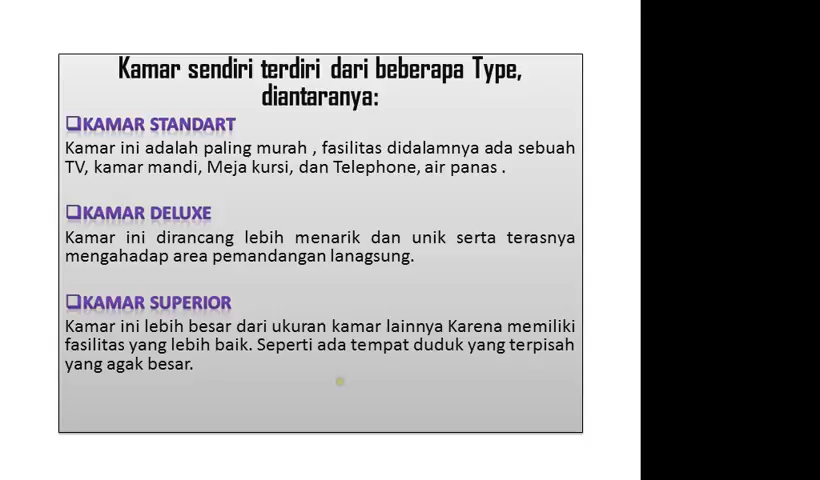 Kamar sendiri terdiri dari beberapa Type,
diantaranya:
❑KAMAR STANDART
Kamar ini adalah paling murah , fasilitas didalamnya ada sebuah
TV, kamar mandi, Meja kursi, dan Telephone, air panas .
❑KAMAR DELUXE
Kamar ini dirancang lebih menarik dan unik serta terasnya
mengahadap area pemandangan lanagsung.
❑KAMAR SUPERIOR
Kamar ini lebih besar dari ukuran kamar lainnya Karena memiliki
fasilitas yang lebih baik. Seperti ada tempat duduk yang terpisah
yang agak besar.